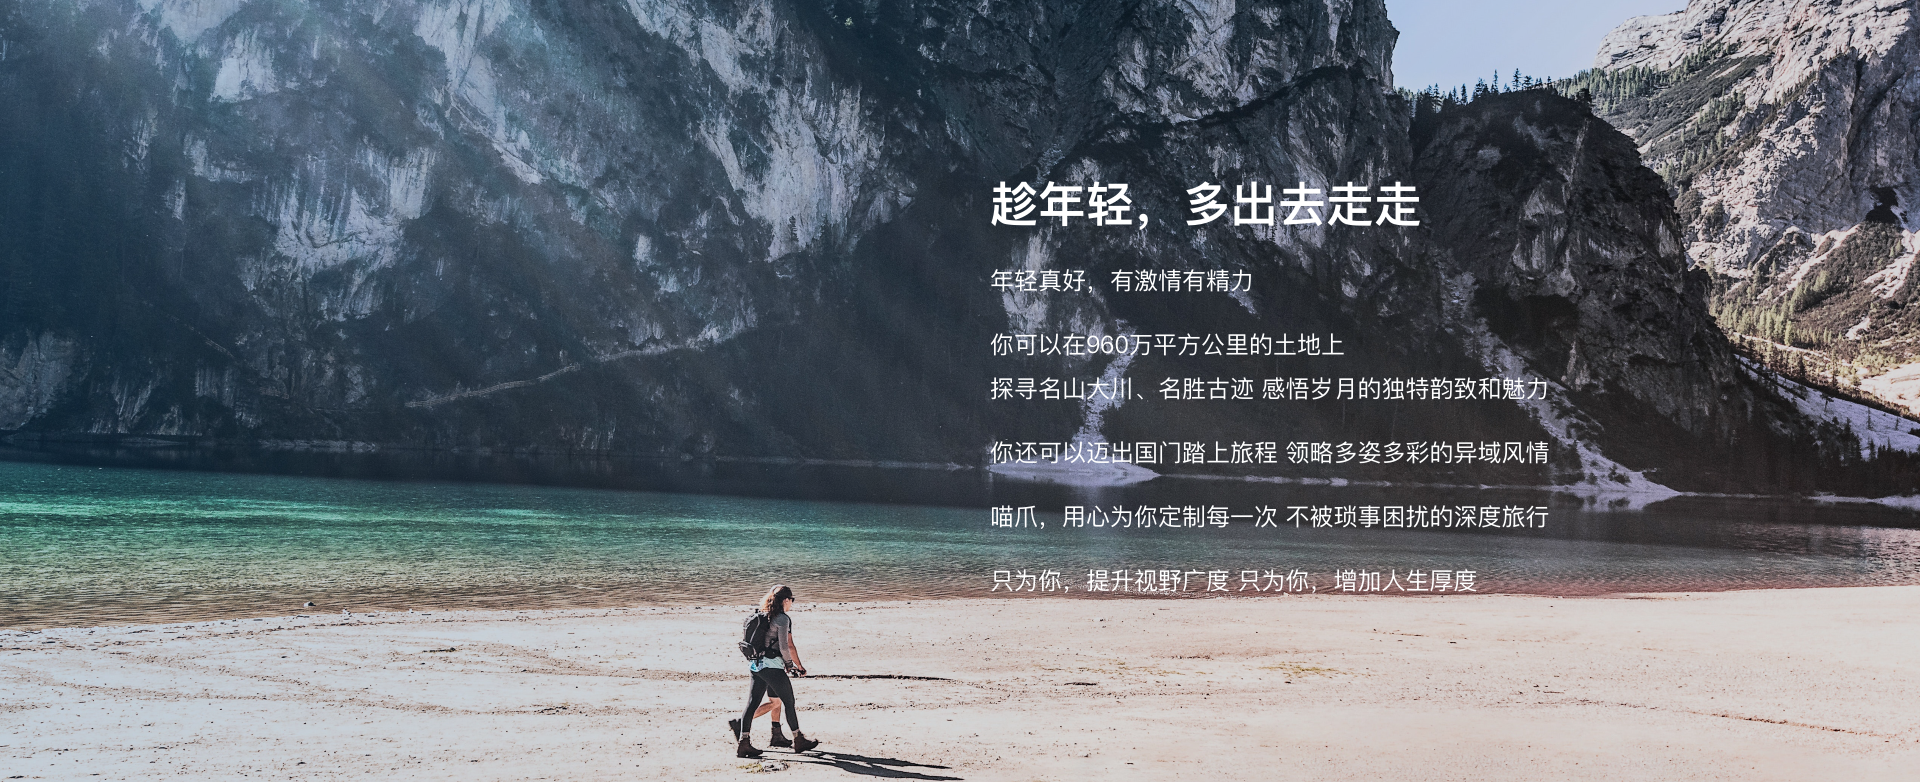 趁年轻，多出去走走
年轻真好，有激情有精力
你可以在960万平方公里的土地上
探寻名山大川、名胜古迹 感悟岁月的独特韵致和魅力
你还可以迈出国门踏上旅程 领略多姿多彩的异域风情
喵爪，用心为你定制每一次 不被琐事困扰的深度旅行
只为你，提升视野广度 只为你，增加人生厚度